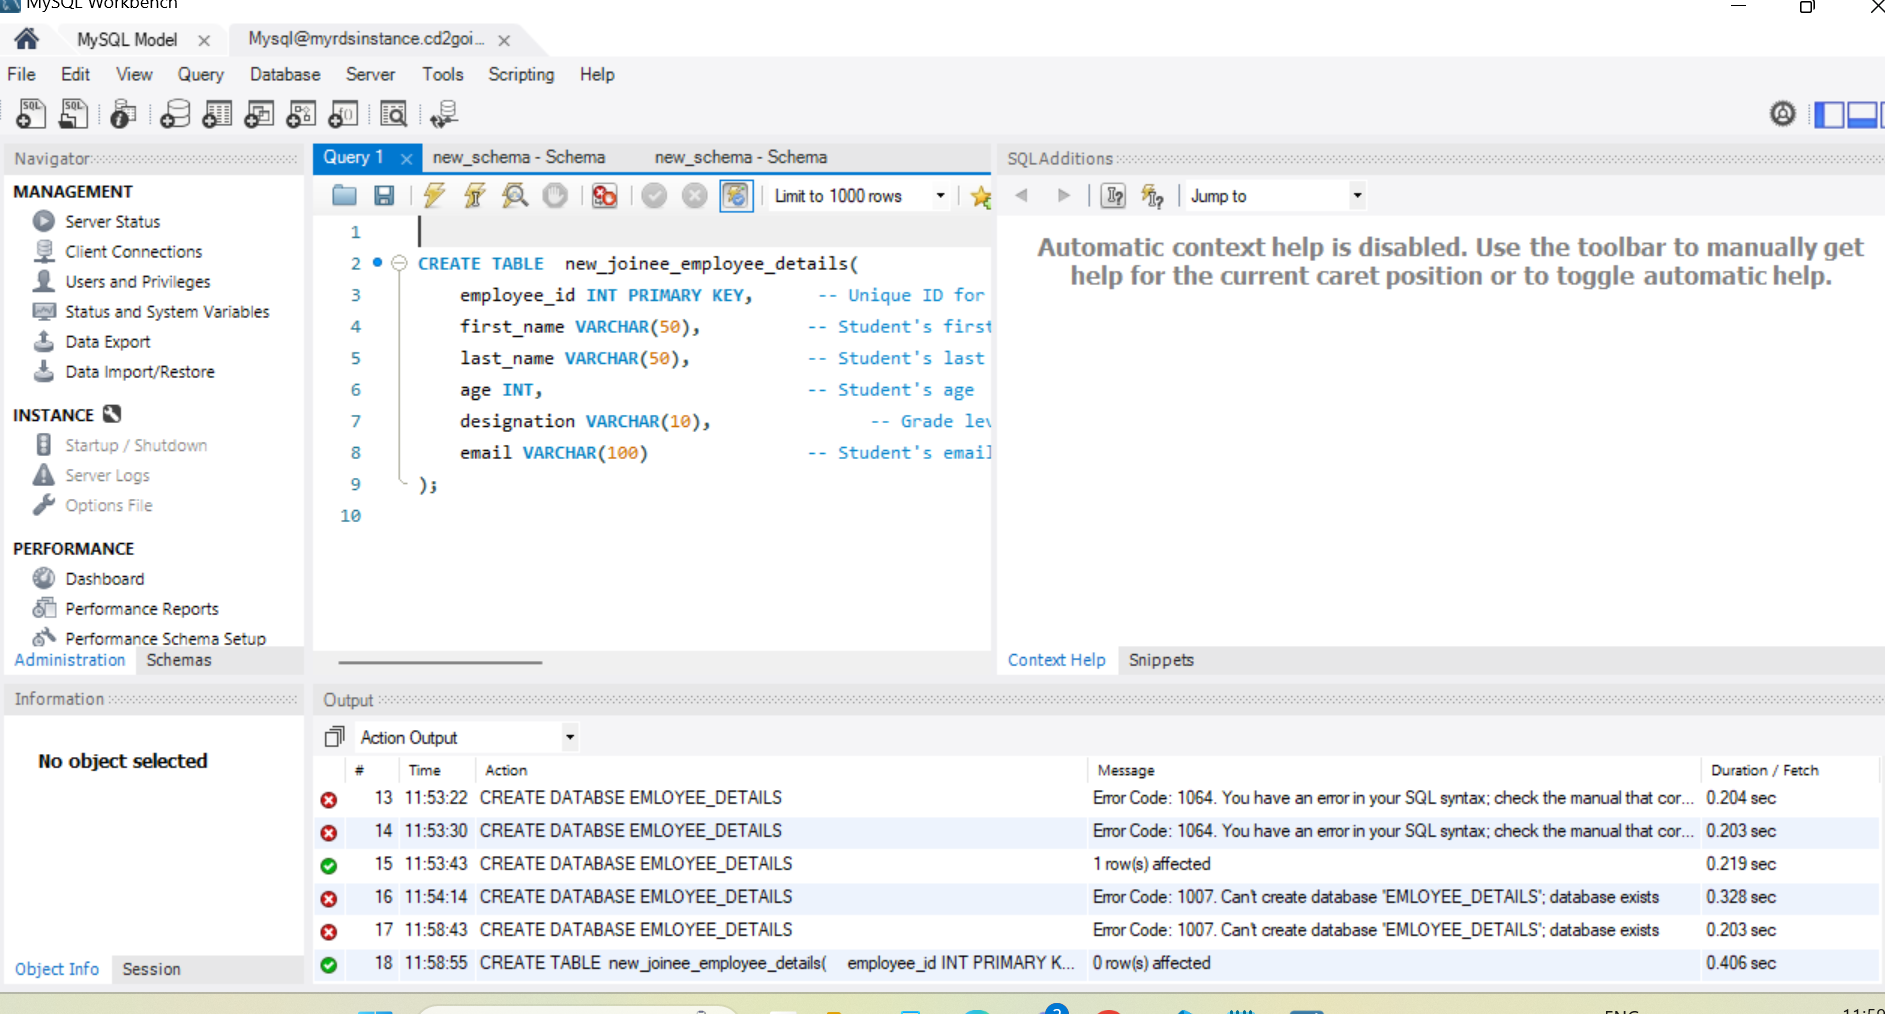 MySQL Workbench
MySQL Model
Mysql@myrdsinstance.cd2goi...
File Edit View Query Database Server Tools Scripting Help
Navigator
MANAGEMENT
Server Status
Client Connections
Users and Privileges
Status and System Variables
Data Export
Data Import/Restore
INSTANCE
Startup / Shutdown
Server Logs
Options File
PERFORMANCE
Dashboard
Performance Reports
Performance Schema Setup
Administration Schemas
Information
No object selected
Object Info Session
Query 1 new_schema - Schema new_schema - Schema
Limit to 1000 rows
1
2 CREATE TABLE  new_joinee_employee_details(
3 employee_id INT PRIMARY KEY, -- Unique ID for
4 first_name VARCHAR(50), -- Student's first
5 last_name VARCHAR(50), -- Student's last
6 age INT, -- Student's age
7 designation VARCHAR(10), -- Grade lev
8 email VARCHAR(100) -- Student's email
9 );
10
SQLAdditions
Jump to
Automatic context help is disabled. Use the toolbar to manually get
help for the current caret position or to toggle automatic help.
Context Help Snippets
Output
Action Output
# Time Action Message Duration / Fetch
13 11:53:22 CREATE DATABSE EMLOYEE_DETAILS Error Code: 1064. You have an error in your SQL syntax; check the manual that cor... 0.204 sec
14 11:53:30 CREATE DATABSE EMLOYEE_DETAILS Error Code: 1064. You have an error in your SQL syntax; check the manual that cor... 0.203 sec
15 11:53:43 CREATE DATABASE EMLOYEE_DETAILS 1 row(s) affected 0.219 sec
16 11:54:14 CREATE DATABASE EMLOYEE_DETAILS Error Code: 1007. Can't create database 'EMLOYEE_DETAILS'; database exists 0.328 sec
17 11:58:43 CREATE DATABASE EMLOYEE_DETAILS Error Code: 1007. Can't create database 'EMLOYEE_DETAILS'; database exists 0.203 sec
18 11:58:55 CREATE TABLE  new_joinee_employee_details( employee_id INT PRIMARY K... 0 row(s) affected 0.406 sec